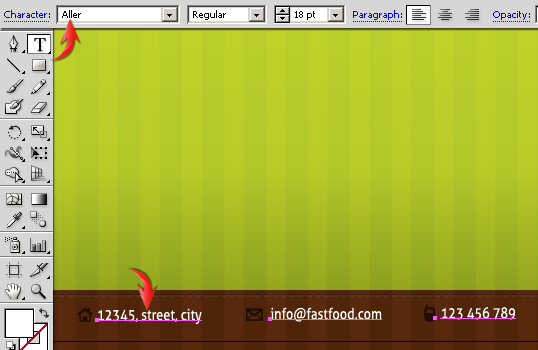 Character: Aller Regular 18 pt Paragraph: Opacity:
T
12345, street, city info@fastfood.com 123 456 789